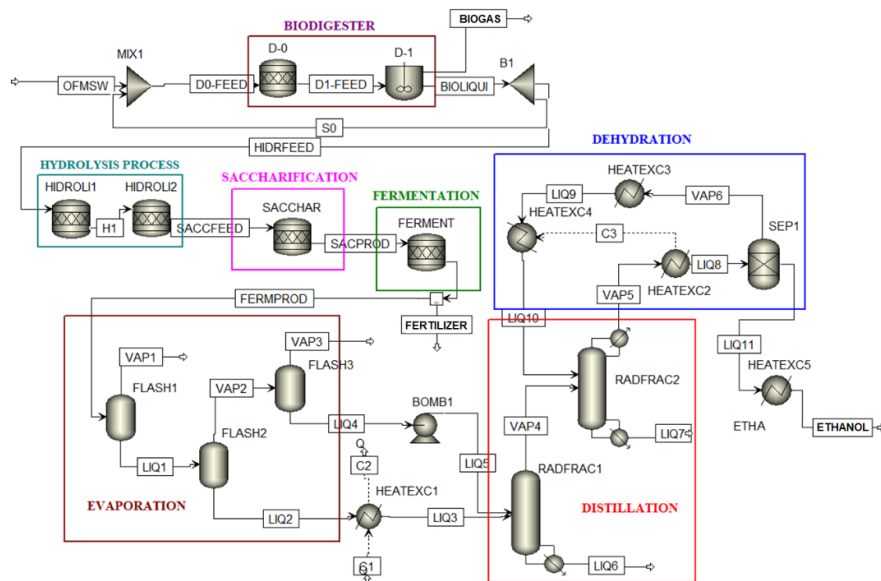 BIOGAS
BIODIGESTER
D-0
D-1
MIX1
B1
OFMSW
D0-FEED
D1-FEED
BIOLIQUI
S0
HIDRFEED
DEHYDRATION
HYDROLYSIS PROCESS
SACCHARIFICATION
FERMENTATION
HIDROLI1
HIDROLI2
H1
SACCFEED
SACCHAR
SACPROD
FERMENT
HEATEXC3
LIQ9
VAP6
HEATEXC4
C3
SEP1
LIQ8
HEATEXC2
VAP5
FERMPROD
FERTILIZER
LIQ10
LIQ11
HEATEXC5
VAP1
VAP2
VAP3
FLASH1
FLASH2
FLASH3
LIQ4
BOMB1
RADFRAC2
VAP4
ETHA
ETHANOL
LIQ7
LIQ1
Q
C2
LIQ5
RADFRAC1
HEATEXC1
EVAPORATION
LIQ2
LIQ3
DISTILLATION
LIQ6